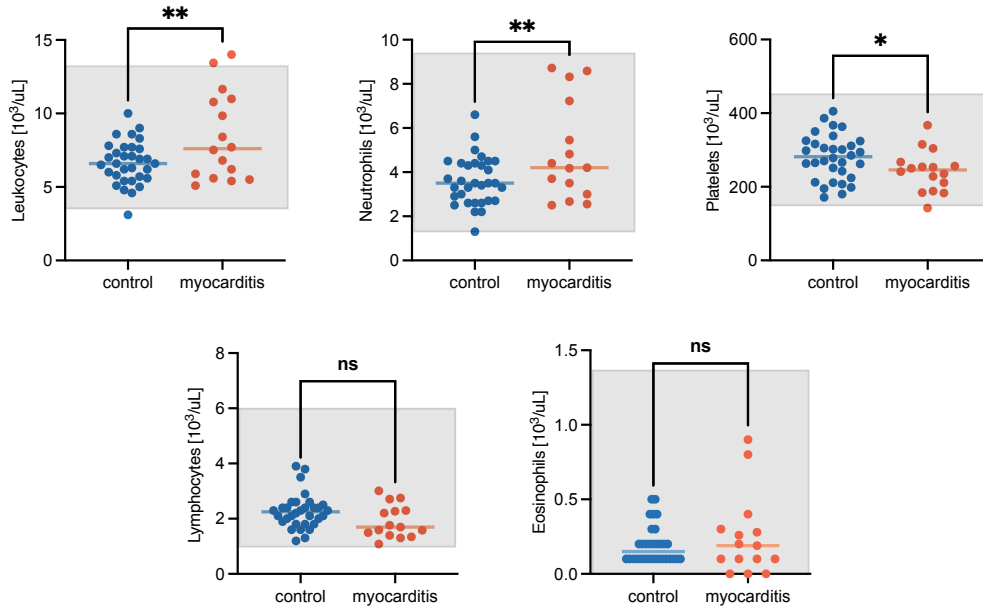 **
Leukocytes [10³/uL]
15
10
5
0
control
myocarditis
**
Neutrophils [10³/uL]
10
8
6
4
2
0
control
myocarditis
*
Platelets [10³/uL]
600
400
200
0
control
myocarditis
ns
Lymphocytes [10³/uL]
8
6
4
2
0
control
myocarditis
ns
Eosinophils [10³/uL]
1.5
1.0
0.5
0.0
control
myocarditis